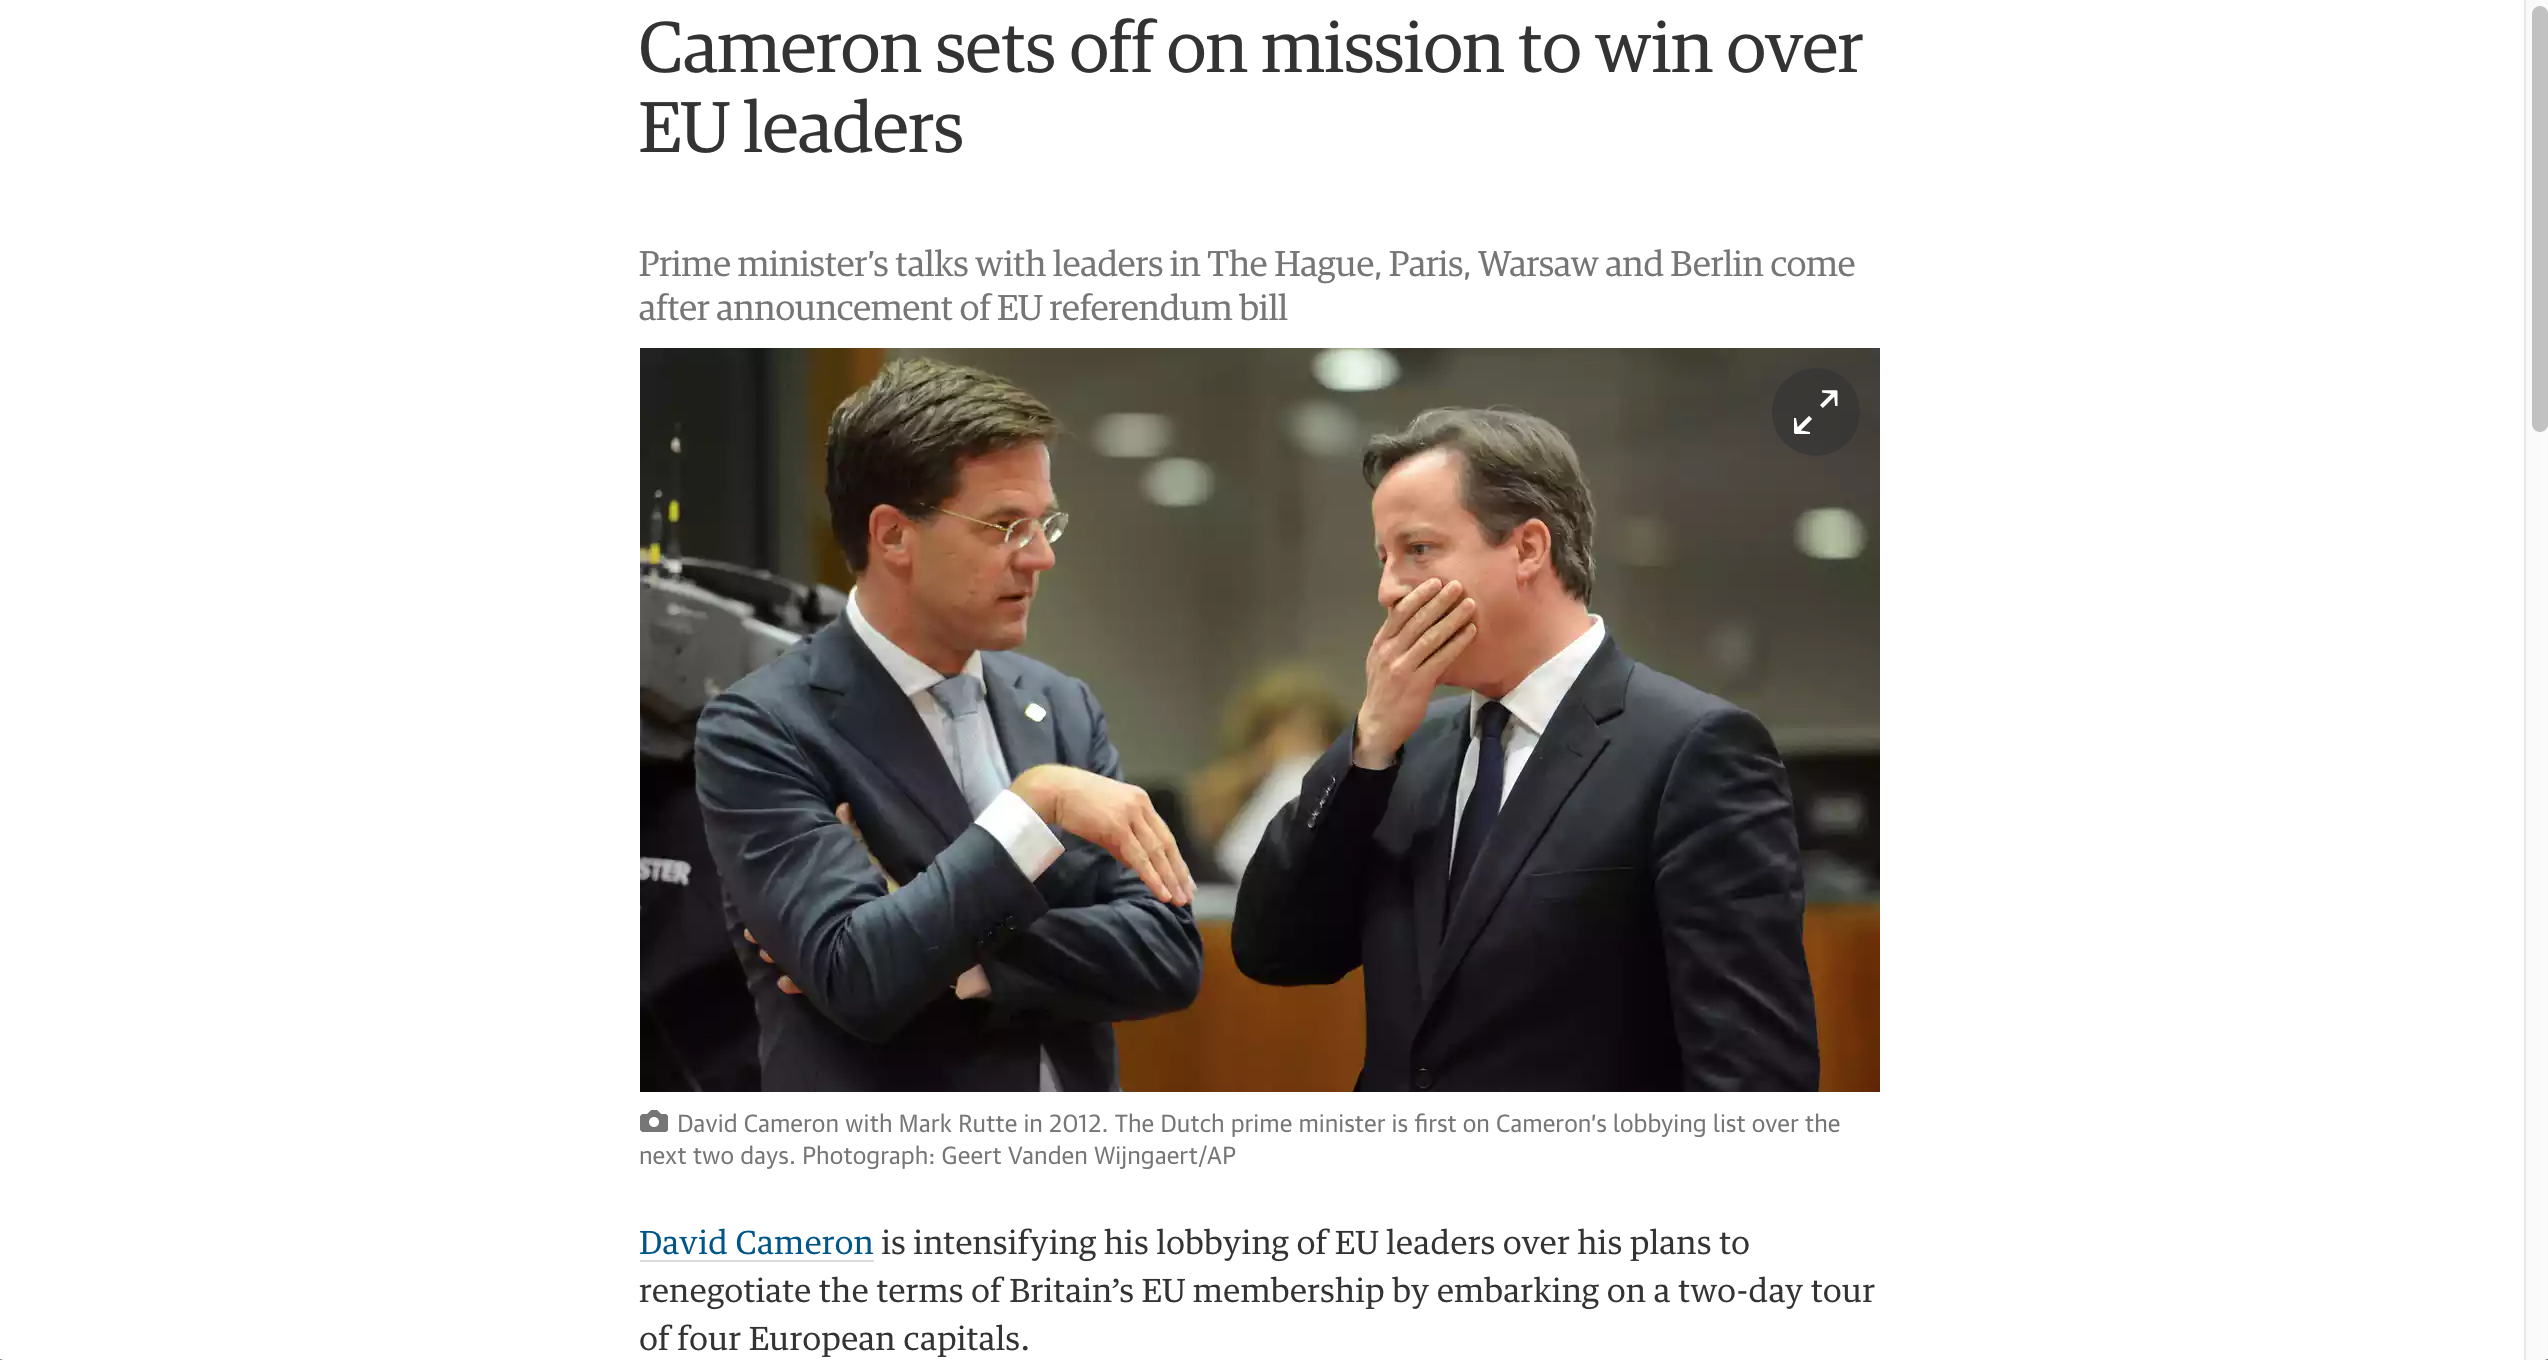 Cameron sets off on mission to win over
EU leaders
Prime minister’s talks with leaders in The Hague, Paris, Warsaw and Berlin come
after announcement of EU referendum bill
STER
David Cameron with Mark Rutte in 2012. The Dutch prime minister is first on Cameron’s lobbying list over the
next two days. Photograph: Geert Vanden Wijngaert/AP
David Cameron is intensifying his lobbying of EU leaders over his plans to
renegotiate the terms of Britain’s EU membership by embarking on a two-day tour
of four European capitals.